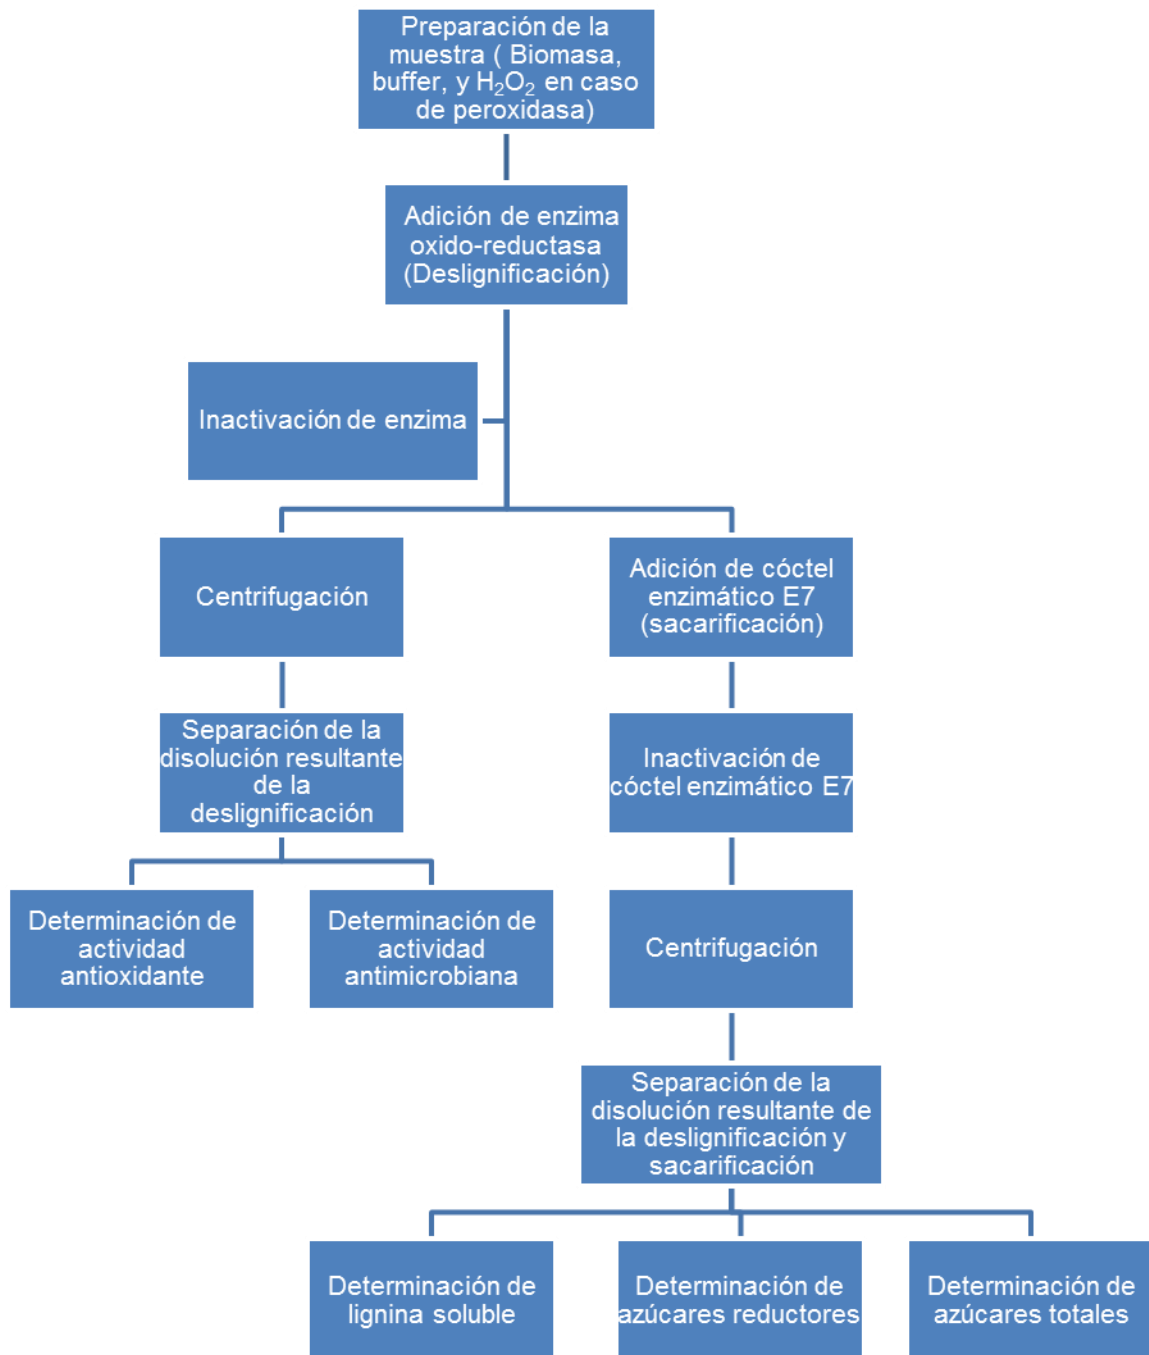 Preparación de la
muestra ( Biomasa,
buffer, y H₂O₂ en caso
de peroxidasa)
Adición de enzima
oxido-reductasa
(Deslignificación)
Inactivación de enzima
Centrifugación
Separación de la
disolución resultante
de la
deslignificación
Determinación de
actividad
antioxidante
Determinación de
actividad
antimicrobiana
Adición de cóctel
enzimático E7
(sacarificación)
Inactivación de
cóctel enzimático E7
Centrifugación
Separación de la
disolución resultante de
la deslignificación y
sacarificación
Determinación de
lignina soluble
Determinación de
azúcares reductores
Determinación de
azúcares totales